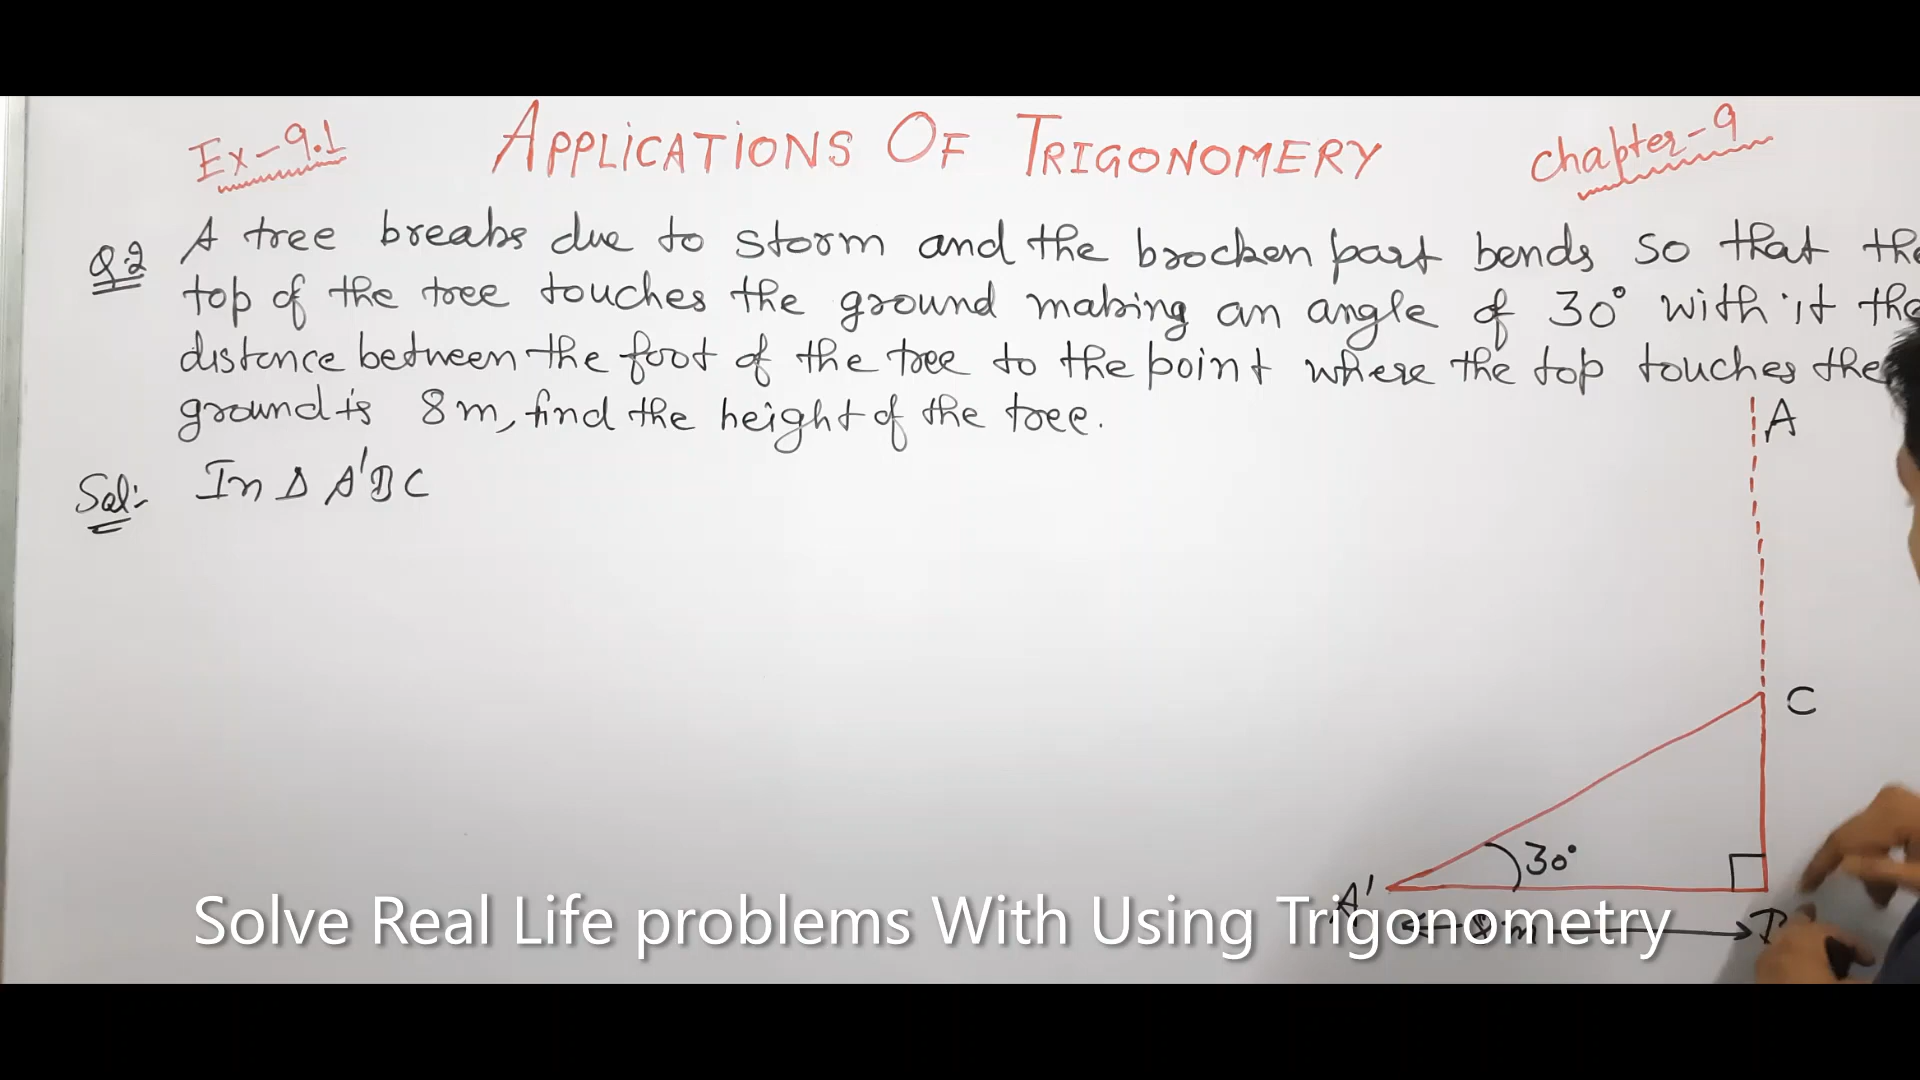 Ex-9.1 APPLiCATiONS OF TRIGONOMERY chapter-9
Q.2 A tree breaks due to storm and the brocken part bends so that the
top of the tree touches the ground making an angle of 30° with it the
distance between the foot of the tree to the point where the top touches the
ground is 8m, find the height of the tree.
A
Sol:- In Δ A'BC
C
30°
A'
8 m
Solve Real Life problems With Using Trigonometry